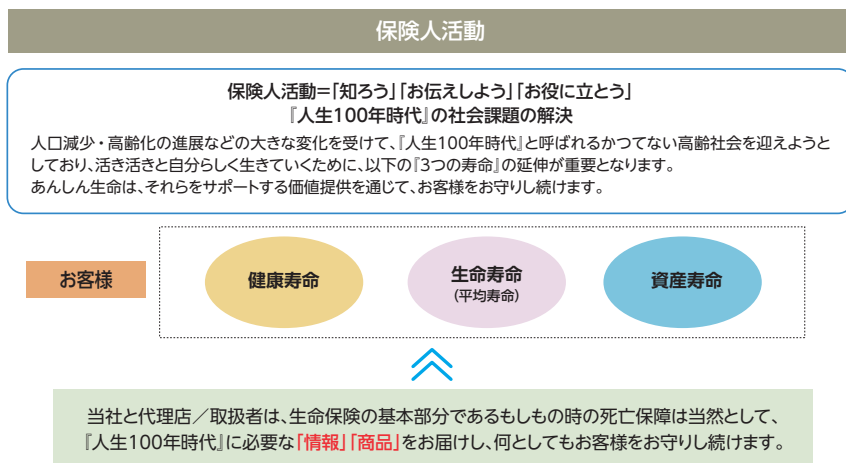 保険人活動
保険人活動=「知ろう」「お伝えしよう」「お役に立とう」
『人生100年時代』の社会課題の解決
人口減少・高齢化の進展などの大きな変化を受けて、『人生100年時代』と呼ばれるかつてない高齢社会を迎えようと
しており、活き活きと自分らしく生きていくために、以下の『3つの寿命』の延伸が重要となります。
あんしん生命は、それらをサポートする価値提供を通じて、お客様をお守りし続けます。
お客様
健康寿命
生命寿命
(平均寿命)
資産寿命
当社と代理店/取扱者は、生命保険の基本部分であるもしもの時の死亡保障は当然として、
『人生100年時代』に必要な「情報」「商品」をお届けし、何としてもお客様をお守りし続けます。